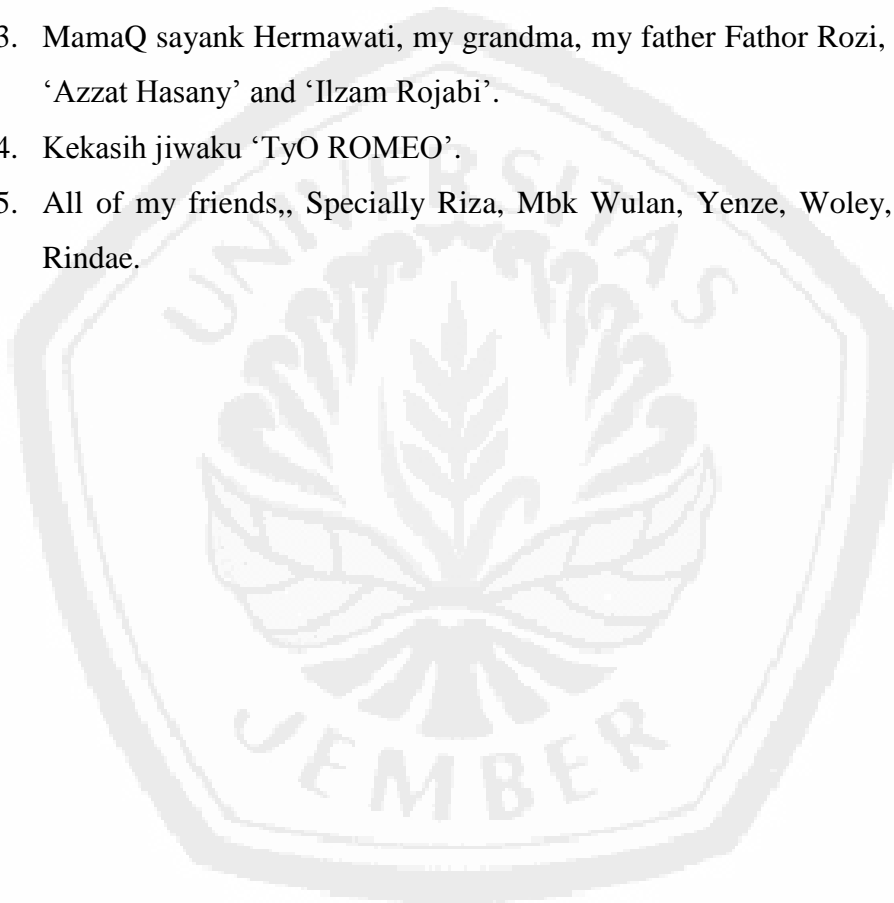 3. MamaQ sayank Hermawati, my grandma, my father Fathor Rozi,
‘Azzat Hasany’ and ‘Ilzam Rojabi’.
4. Kekasih jiwaku ‘TyO ROMEO’.
5. All of my friends,, Specially Riza, Mbk Wulan, Yenze, Woley,
Rindae.
UNIVERSITAS
JEMBER